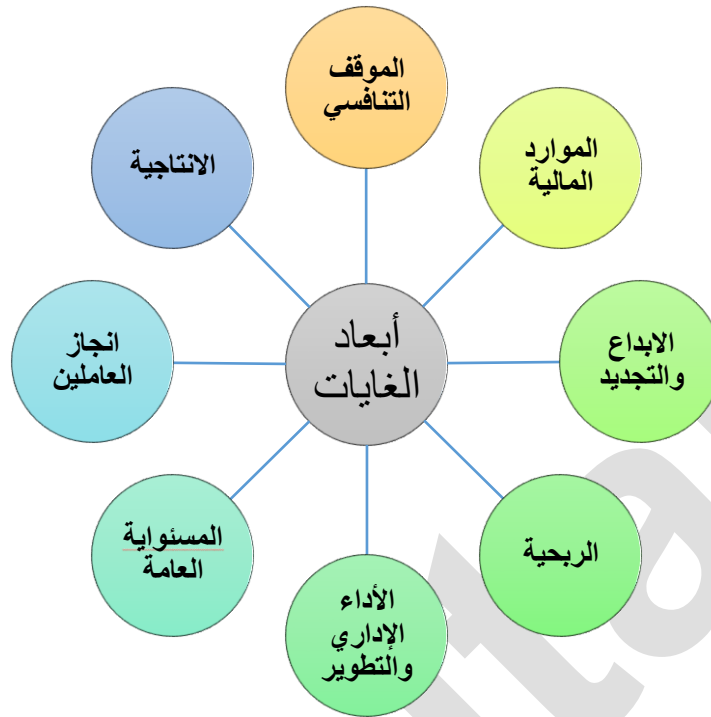 الموقف
التنافسي
الموارد
المالية
الابداع
والتجديد
الربحية
الأداء
الإداري
والتطوير
المسئواية
العامة
انجاز
العاملين
الانتاجية
أبعاد
الغايات